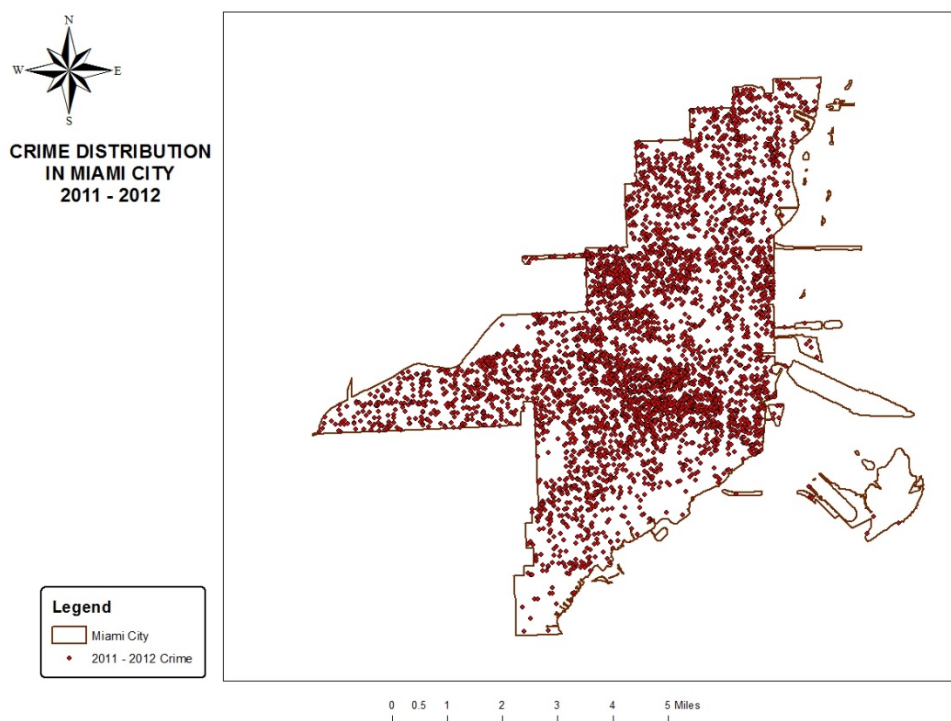 N
W E
S
CRIME DISTRIBUTION
IN MIAMI CITY
2011 - 2012
Legend
Miami City
2011 - 2012 Crime
0 0.5 1 2 3 4 5 Miles